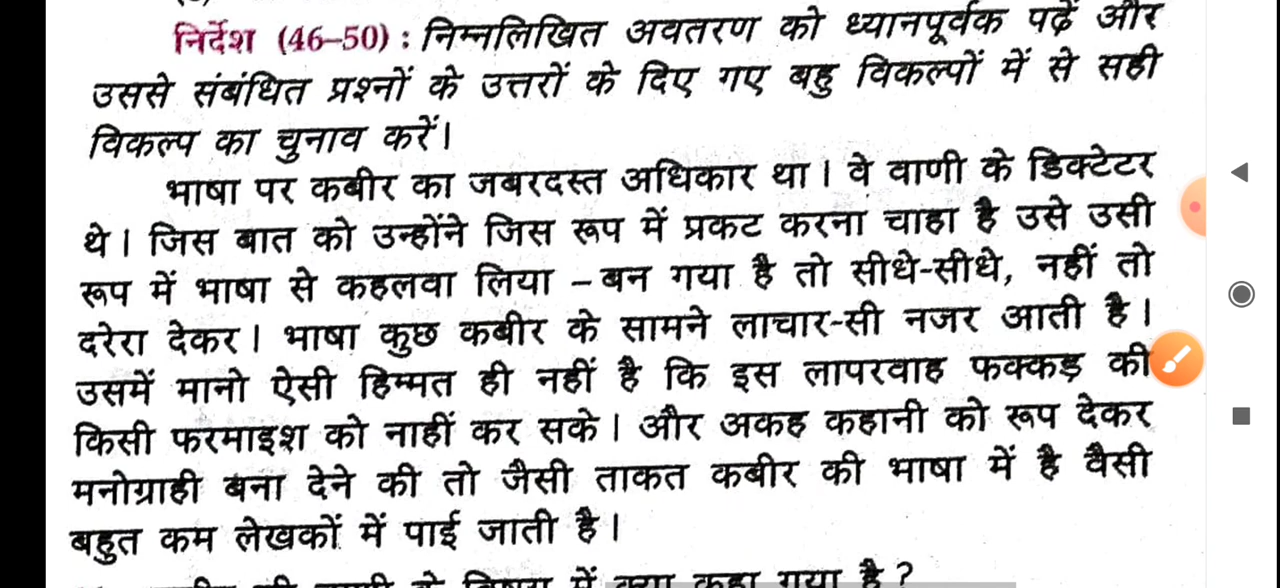 निर्देश (46–50) : निम्नलिखित अवतरण को ध्यानपूर्वक पढ़ें और
उससे संबंधित प्रश्नों के उत्तरों के दिए गए बहु विकल्पों में से सही
विकल्प का चुनाव करें।
भाषा पर कबीर का जबरदस्त अधिकार था। वे वाणी के डिक्टेटर
थे। जिस बात को उन्होंने जिस रूप में प्रकट करना चाहा है उसे उसी
रूप में भाषा से कहलवा लिया – बन गया है तो सीधे-सीधे, नहीं तो
दरेरा देकर। भाषा कुछ कबीर के सामने लाचार-सी नजर आती है।
उसमें मानो ऐसी हिम्मत ही नहीं है कि इस लापरवाह फक्कड़ की
किसी फरमाइश को नाहीं कर सके। और अकह कहानी को रूप देकर
मनोग्राही बना देने की तो जैसी ताकत कबीर की भाषा में है वैसी
बहुत कम लेखकों में पाई जाती है।
में क्या कहा गया है?